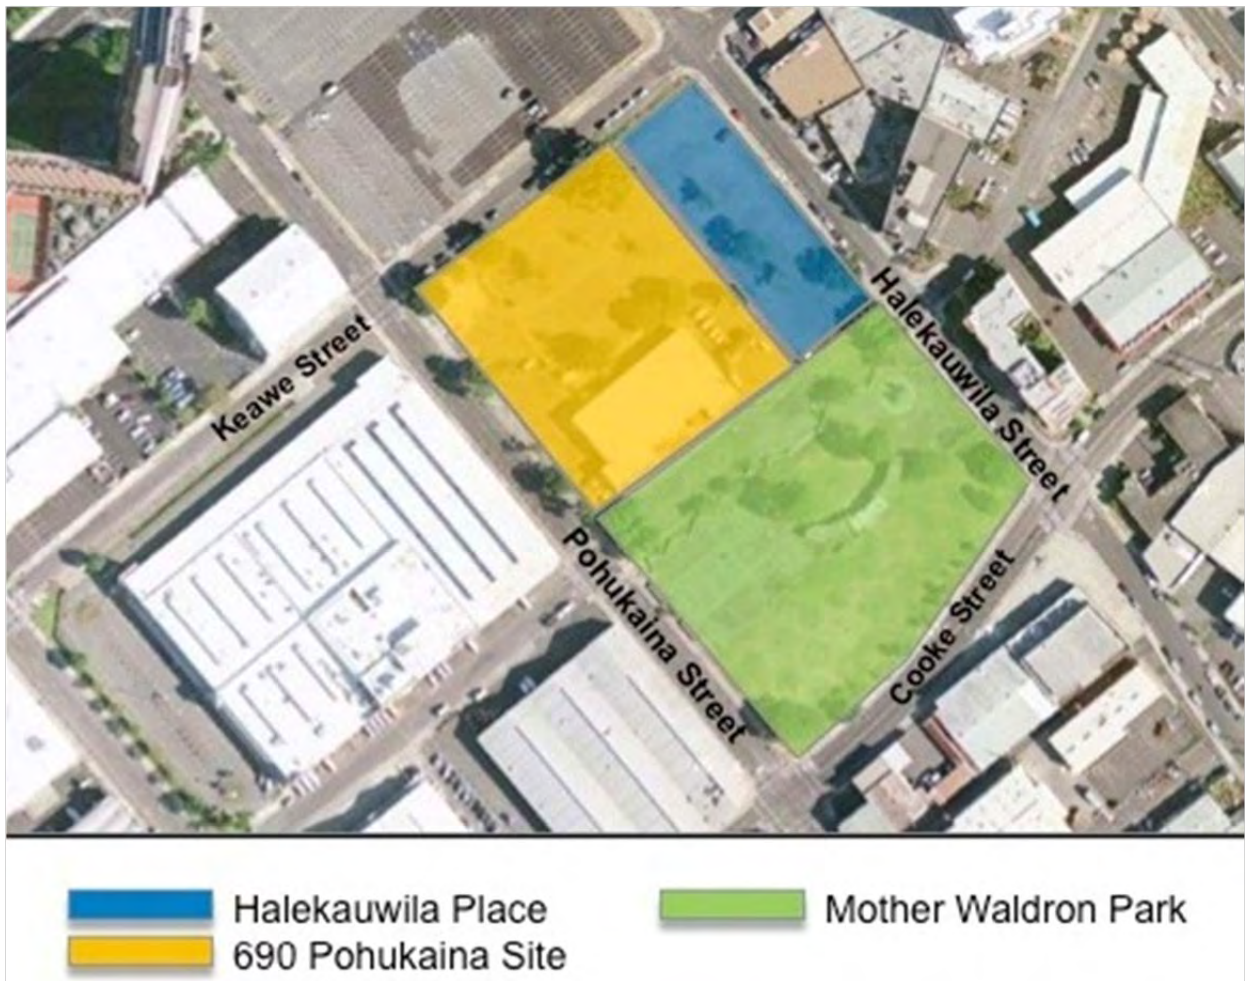 Keawe Street
Halekauwila Street
Pohukaina Street
Cooke Street
Halekauwila Place
690 Pohukaina Site
Mother Waldron Park